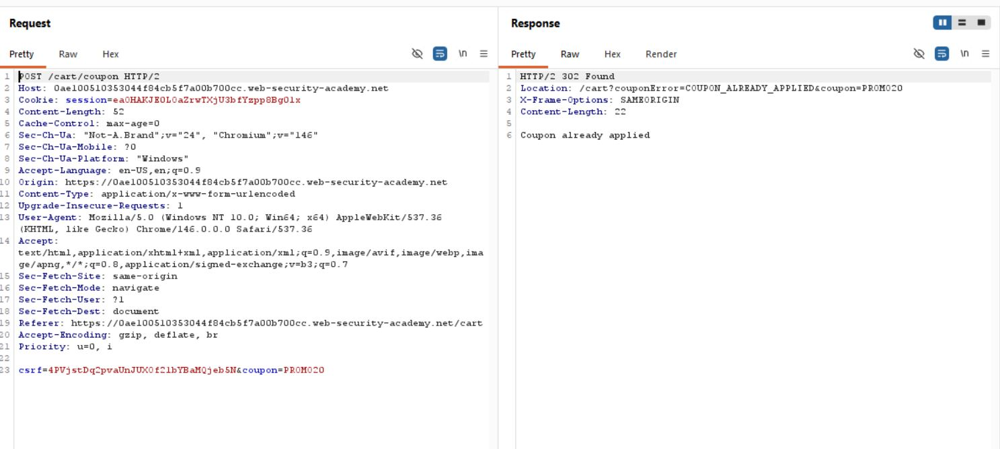 Request
Response
Pretty Raw Hex
\n
Pretty Raw Hex Render
\n
1 POST /cart/coupon HTTP/2
2 Host: 0ae100510353044f84cb5f7a00b700cc.web-security-academy.net
3 Cookie: session=eaOHAKJE0L0aZrwTXjU3bfYzpp8Bg01x
4 Content-Length: 52
5 Cache-Control: max-age=0
6 Sec-Ch-Ua: "Not-A.Brand";v="24", "Chromium";v="146"
7 Sec-Ch-Ua-Mobile: ?0
8 Sec-Ch-Ua-Platform: "Windows"
9 Accept-Language: en-US,en;q=0.9
10 Origin: https://0ae100510353044f84cb5f7a00b700cc.web-security-academy.net
11 Content-Type: application/x-www-form-urlencoded
12 Upgrade-Insecure-Requests: 1
13 User-Agent: Mozilla/5.0 (Windows NT 10.0; Win64; x64) AppleWebKit/537.36
(KHTML, like Gecko) Chrome/146.0.0.0 Safari/537.36
14 Accept:
text/html,application/xhtml+xml,application/xml;q=0.9,image/avif,image/webp,ima
ge/apng,*/*;q=0.8,application/signed-exchange;v=b3;q=0.7
15 Sec-Fetch-Site: same-origin
16 Sec-Fetch-Mode: navigate
17 Sec-Fetch-User: ?1
18 Sec-Fetch-Dest: document
19 Referer: https://0ae100510353044f84cb5f7a00b700cc.web-security-academy.net/cart
20 Accept-Encoding: gzip, deflate, br
21 Priority: u=0, i
22
23 csrf=4PVjstDq2pvaUnJUX0f21bYBaMQjeb5N&coupon=PROMO20
1 HTTP/2 302 Found
2 Location: /cart?couponError=COUPON_ALREADY_APPLIED&coupon=PROMO20
3 X-Frame-Options: SAMEORIGIN
4 Content-Length: 22
5
6 Coupon already applied